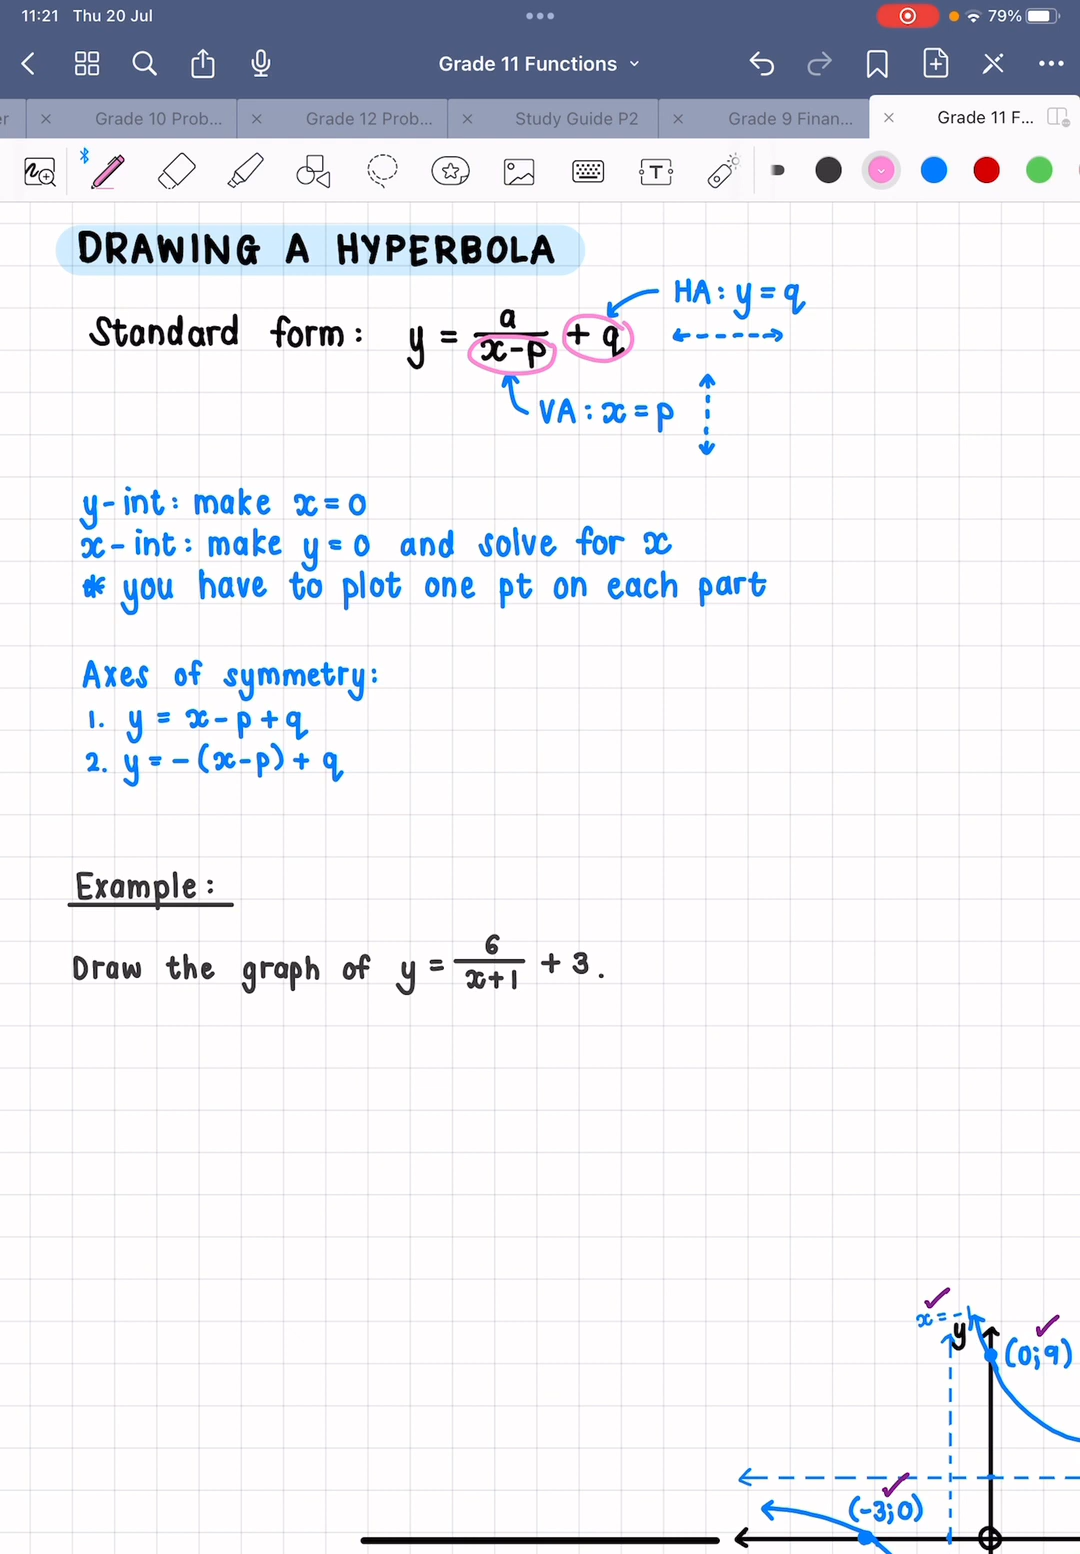 11:21 Thu 20 Jul
79%
Grade 11 Functions
er
Grade 10 Prob...
Grade 12 Prob...
Study Guide P2
Grade 9 Finan...
Grade 11 F...
T
DRAWING A HYPERBOLA
HA: y = q
Standard form: y = a/(x-p) + q
VA: x = p
y-int: make x = 0
x-int: make y = 0 and solve for x
* you have to plot one pt on each part
Axes of symmetry:
1. y = x - p + q
2. y = -(x-p) + q
Example:
Draw the graph of y = 6/(x+1) + 3.
x = -1
y
(0;9)
(-3;0)